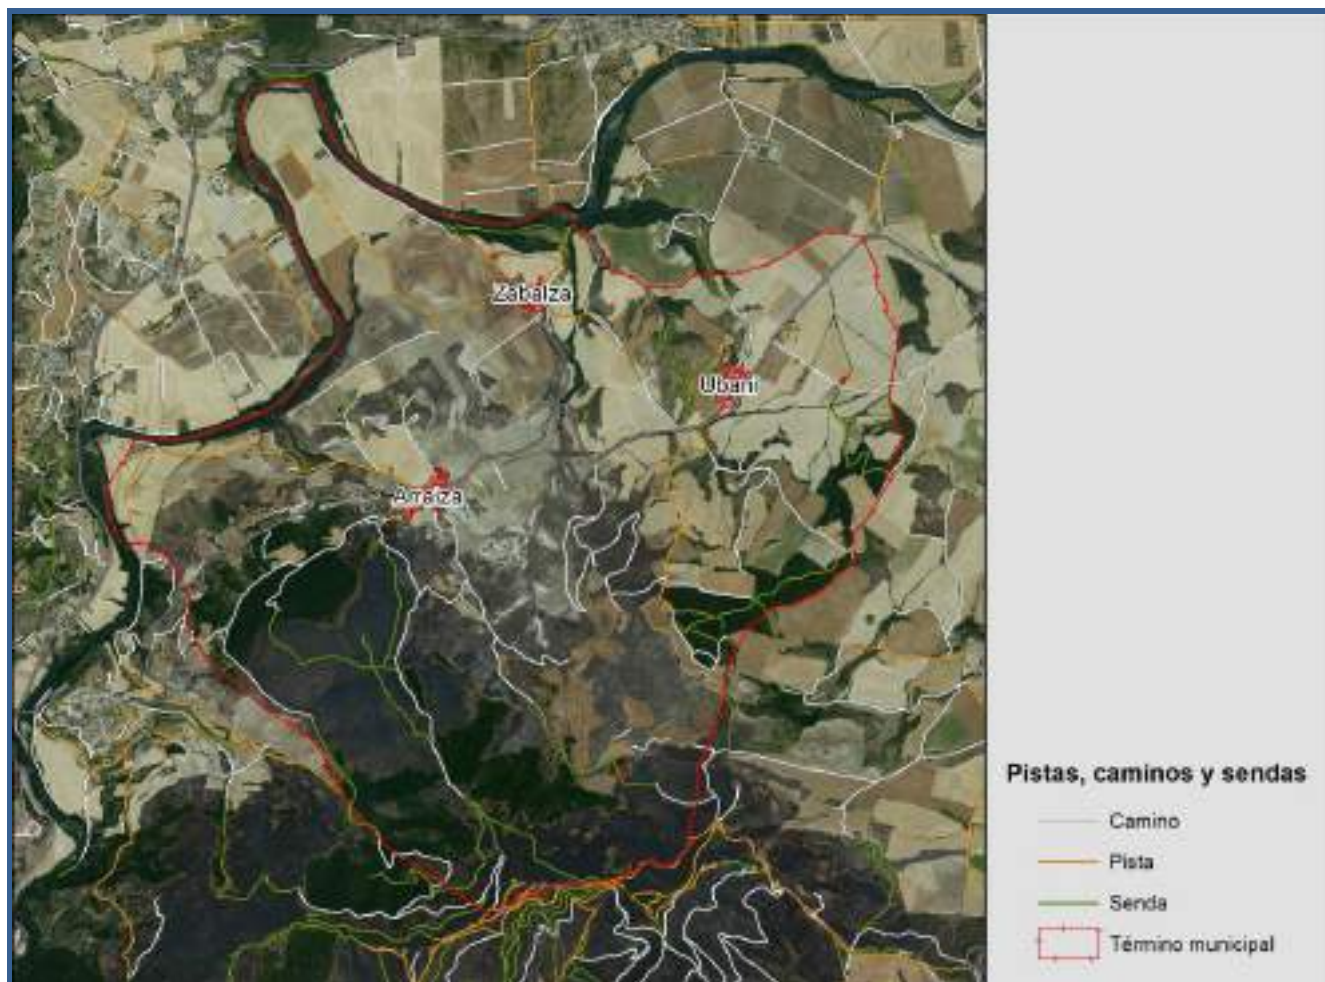 Zabalza
Ubani
Arraiza
Pistas, caminos y sendas
Camino
Pista
Senda
Término municipal